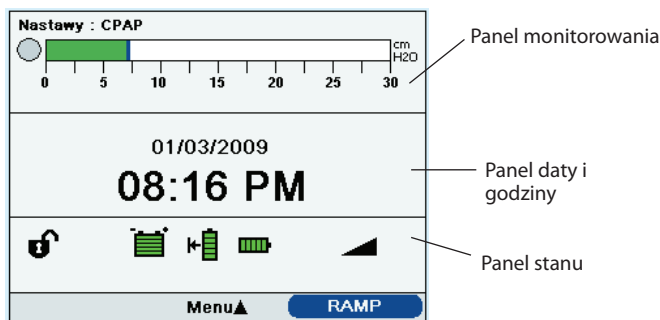 Nastawy : CPAP
cm
H2O
0 5 10 15 20 25 30
Panel monitorowania
01/03/2009
08:16 PM
Panel daty i
godziny
Panel stanu
Menu▲
RAMP